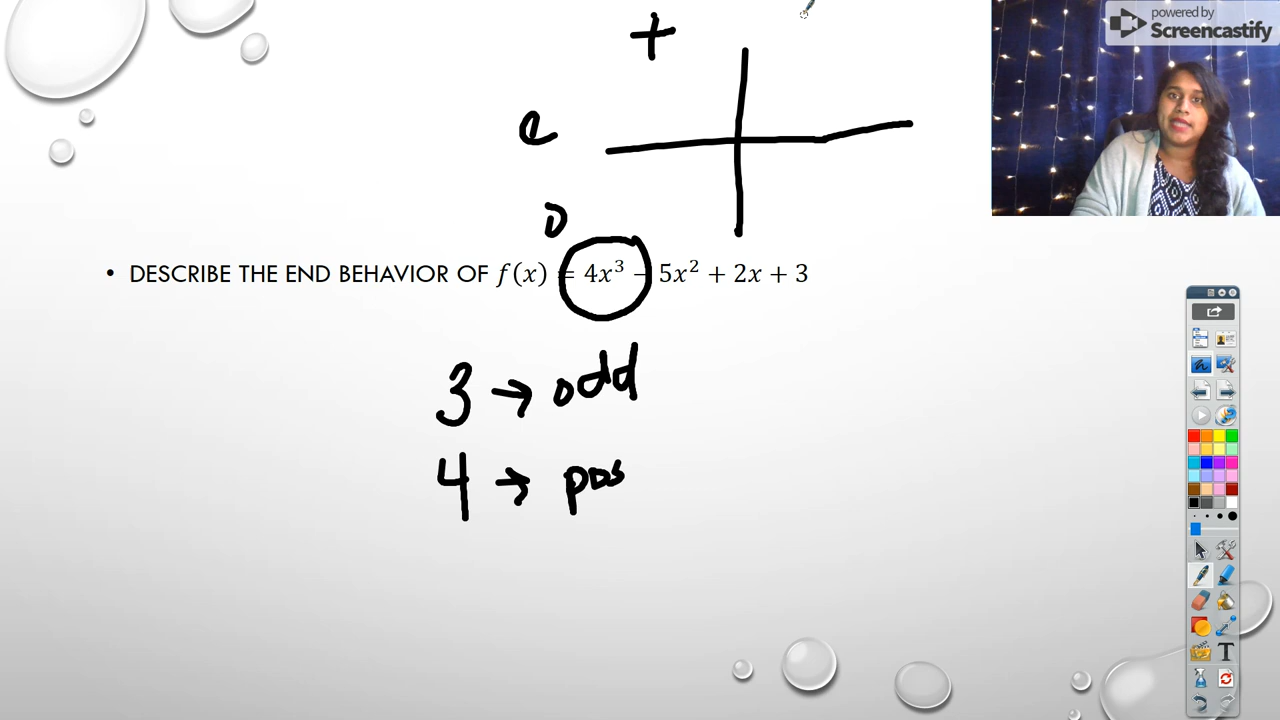 powered by
Screencastify
+
e
o
• DESCRIBE THE END BEHAVIOR OF f(x) = 4x³ − 5x² + 2x + 3
3 → odd
4 → pos
T